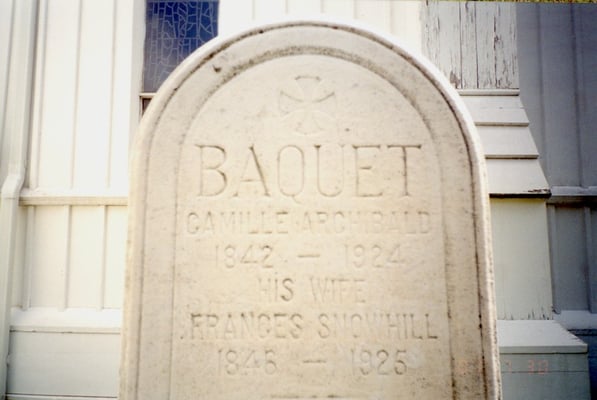 BAQUET
CAMILLE ARCHIBALD
1842 — 1924
HIS WIFE
FRANCES SNOWHILL
1846 — 1925